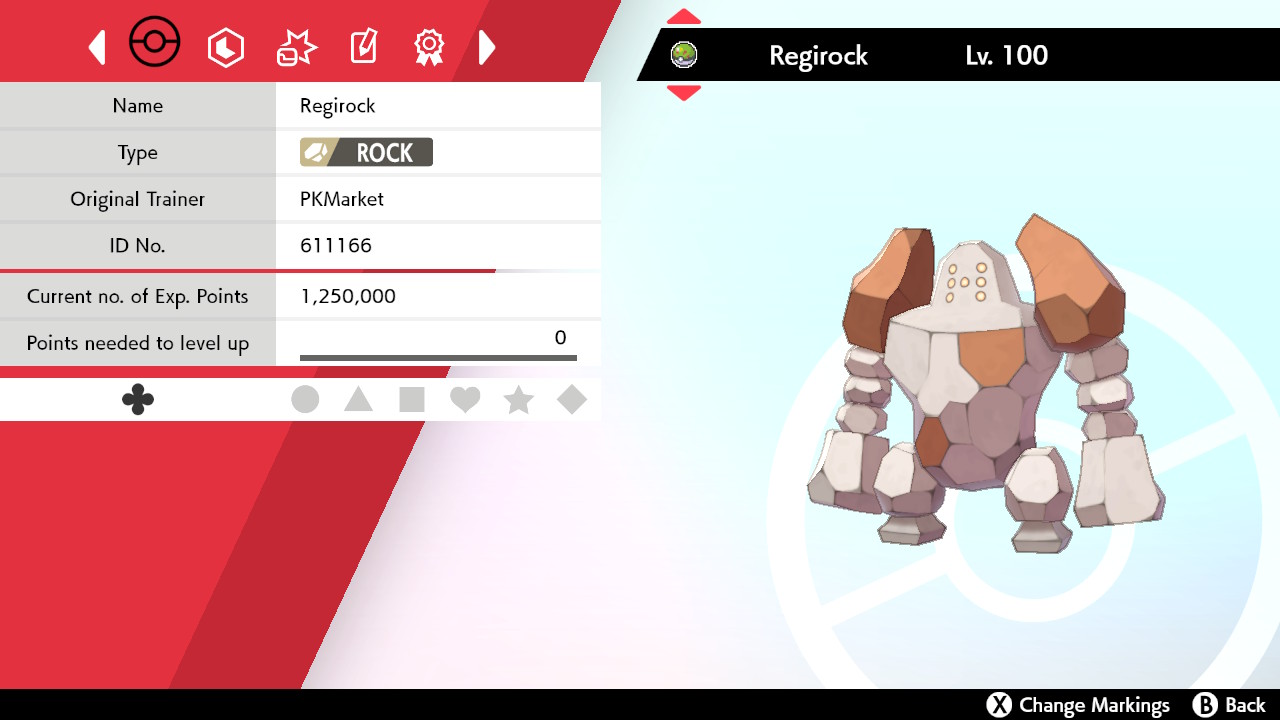 Regirock Lv. 100
Name Regirock
Type ROCK
Original Trainer PKMarket
ID No. 611166
Current no. of Exp. Points 1,250,000
Points needed to level up 0
X Change Markings B Back